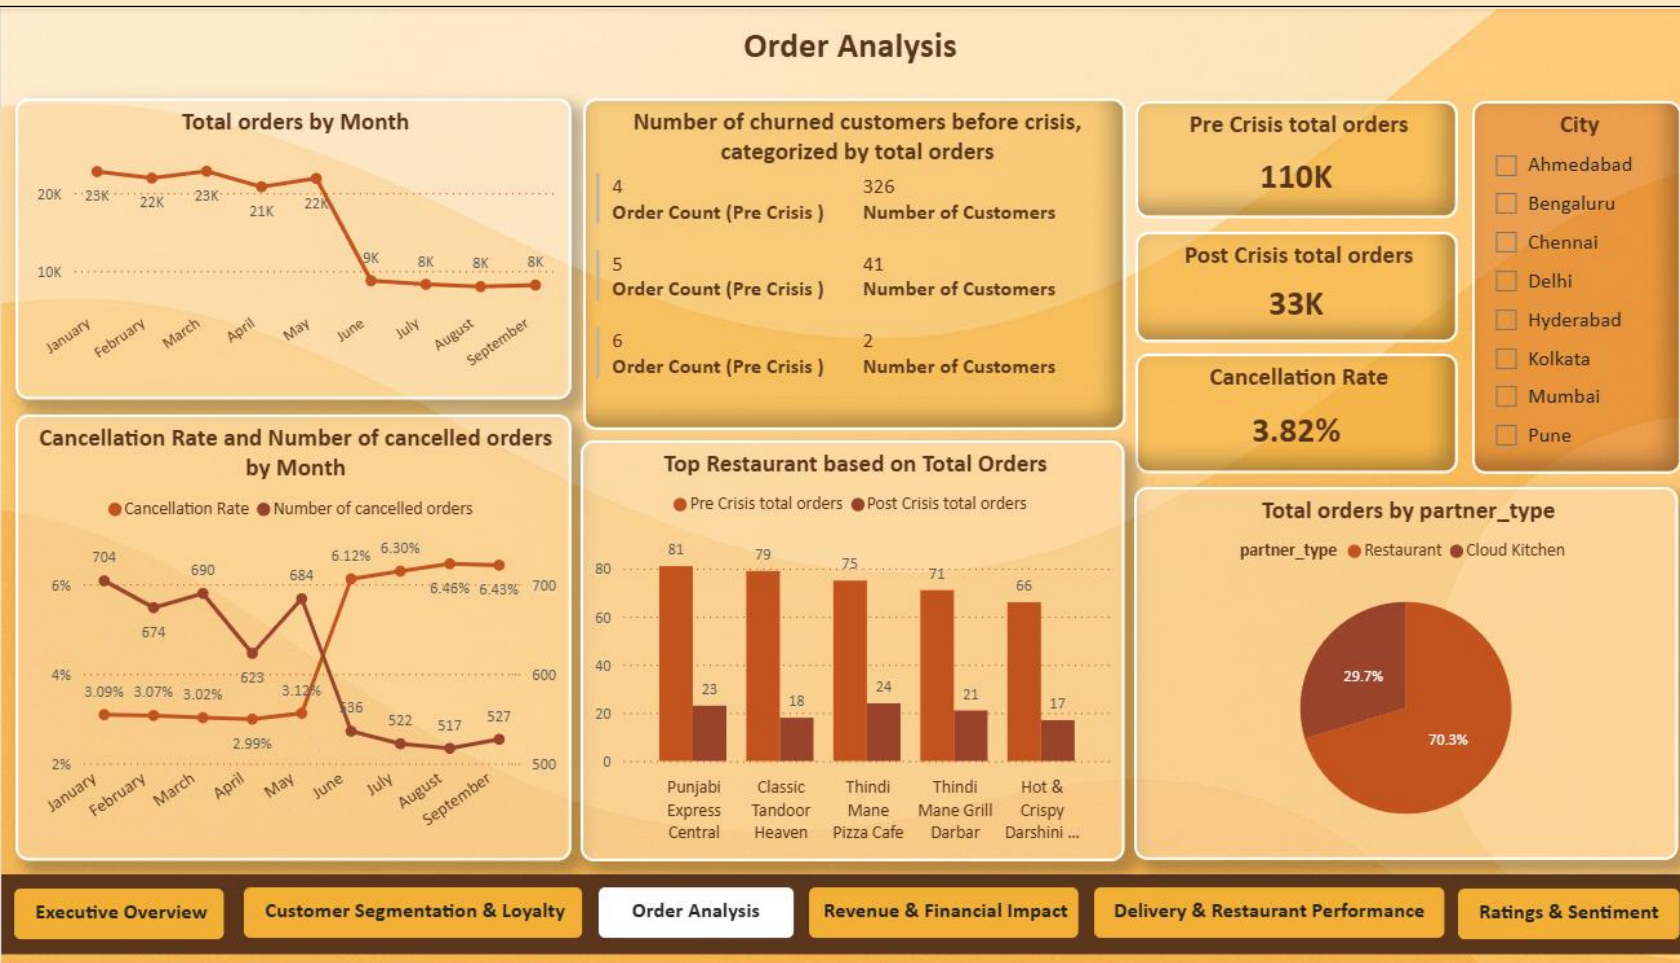 Order Analysis
Total orders by Month
20K
10K
23K
22K
23K
21K
22K
9K
8K
8K
8K
January
February
March
April
May
June
July
August
September
Number of churned customers before crisis,
categorized by total orders
4
326
Order Count (Pre Crisis )
Number of Customers
5
41
Order Count (Pre Crisis )
Number of Customers
6
2
Order Count (Pre Crisis )
Number of Customers
Pre Crisis total orders
110K
Post Crisis total orders
33K
Cancellation Rate
3.82%
City
Ahmedabad
Bengaluru
Chennai
Delhi
Hyderabad
Kolkata
Mumbai
Pune
Cancellation Rate and Number of cancelled orders
by Month
Cancellation Rate
Number of cancelled orders
6%
4%
2%
700
600
500
704
674
690
623
684
536
522
517
527
3.09%
3.07%
3.02%
2.99%
3.12%
6.12%
6.30%
6.46%
6.43%
January
February
March
April
May
June
July
August
September
Top Restaurant based on Total Orders
Pre Crisis total orders
Post Crisis total orders
80
60
40
20
0
81
23
79
18
75
24
71
21
66
17
Punjabi
Express
Central
Classic
Tandoor
Heaven
Thindi
Mane
Pizza Cafe
Thindi
Mane Grill
Darbar
Hot &
Crispy
Darshini ...
Total orders by partner_type
partner_type
Restaurant
Cloud Kitchen
29.7%
70.3%
Executive Overview
Customer Segmentation & Loyalty
Order Analysis
Revenue & Financial Impact
Delivery & Restaurant Performance
Ratings & Sentiment